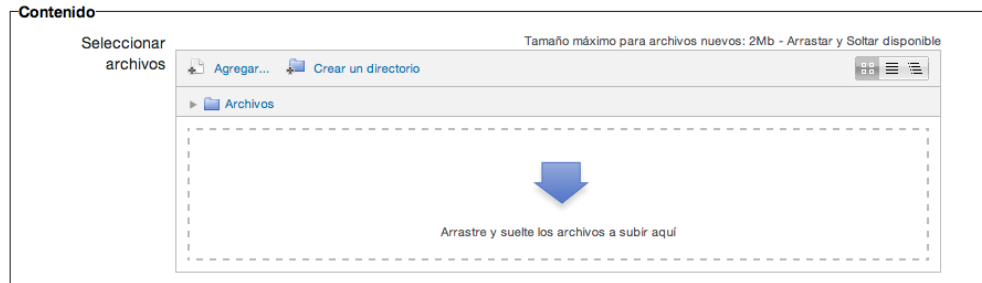 Contenido
Tamaño máximo para archivos nuevos: 2Mb - Arrastar y Soltar disponible
Seleccionar
archivos
Agregar... Crear un directorio
Archivos
Arrastre y suelte los archivos a subir aquí